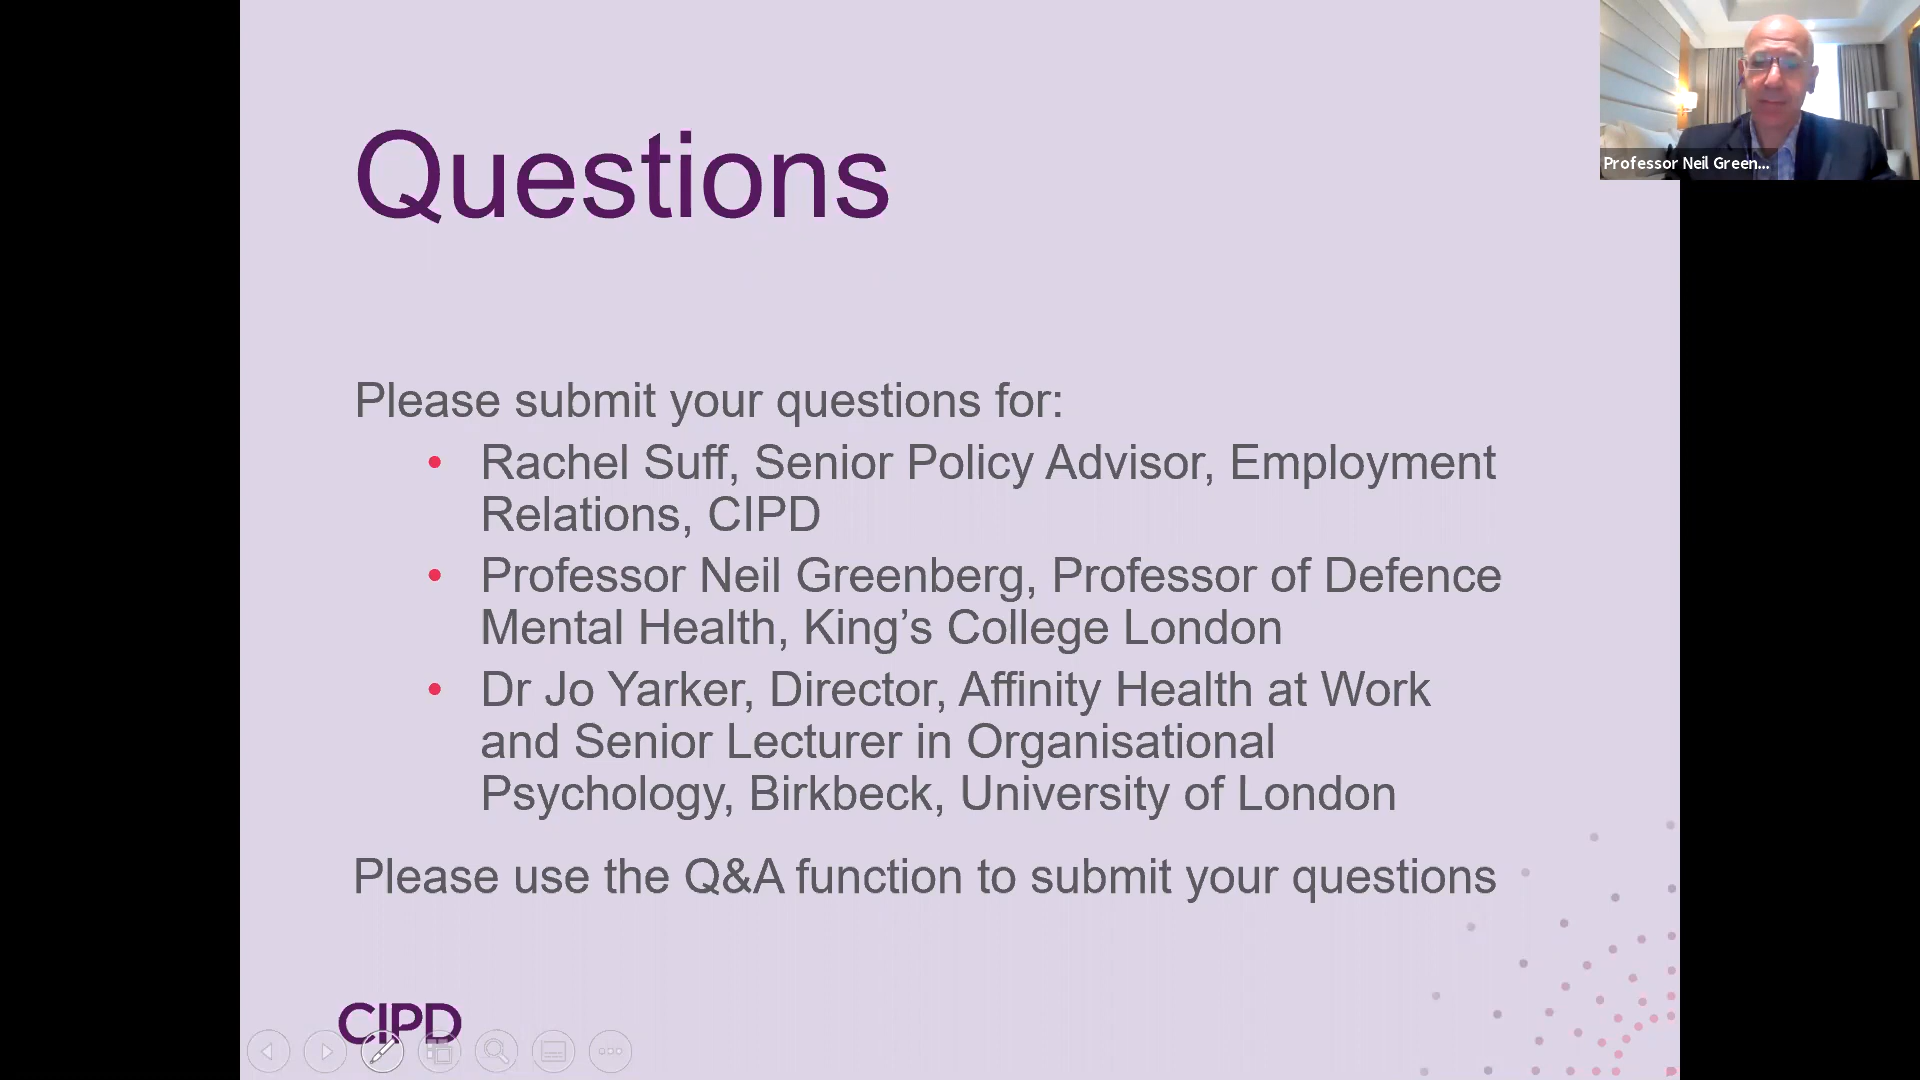 Questions
Professor Neil Green...
Please submit your questions for:
• Rachel Suff, Senior Policy Advisor, Employment
Relations, CIPD
• Professor Neil Greenberg, Professor of Defence
Mental Health, King’s College London
• Dr Jo Yarker, Director, Affinity Health at Work
and Senior Lecturer in Organisational
Psychology, Birkbeck, University of London
Please use the Q&A function to submit your questions
CIPD